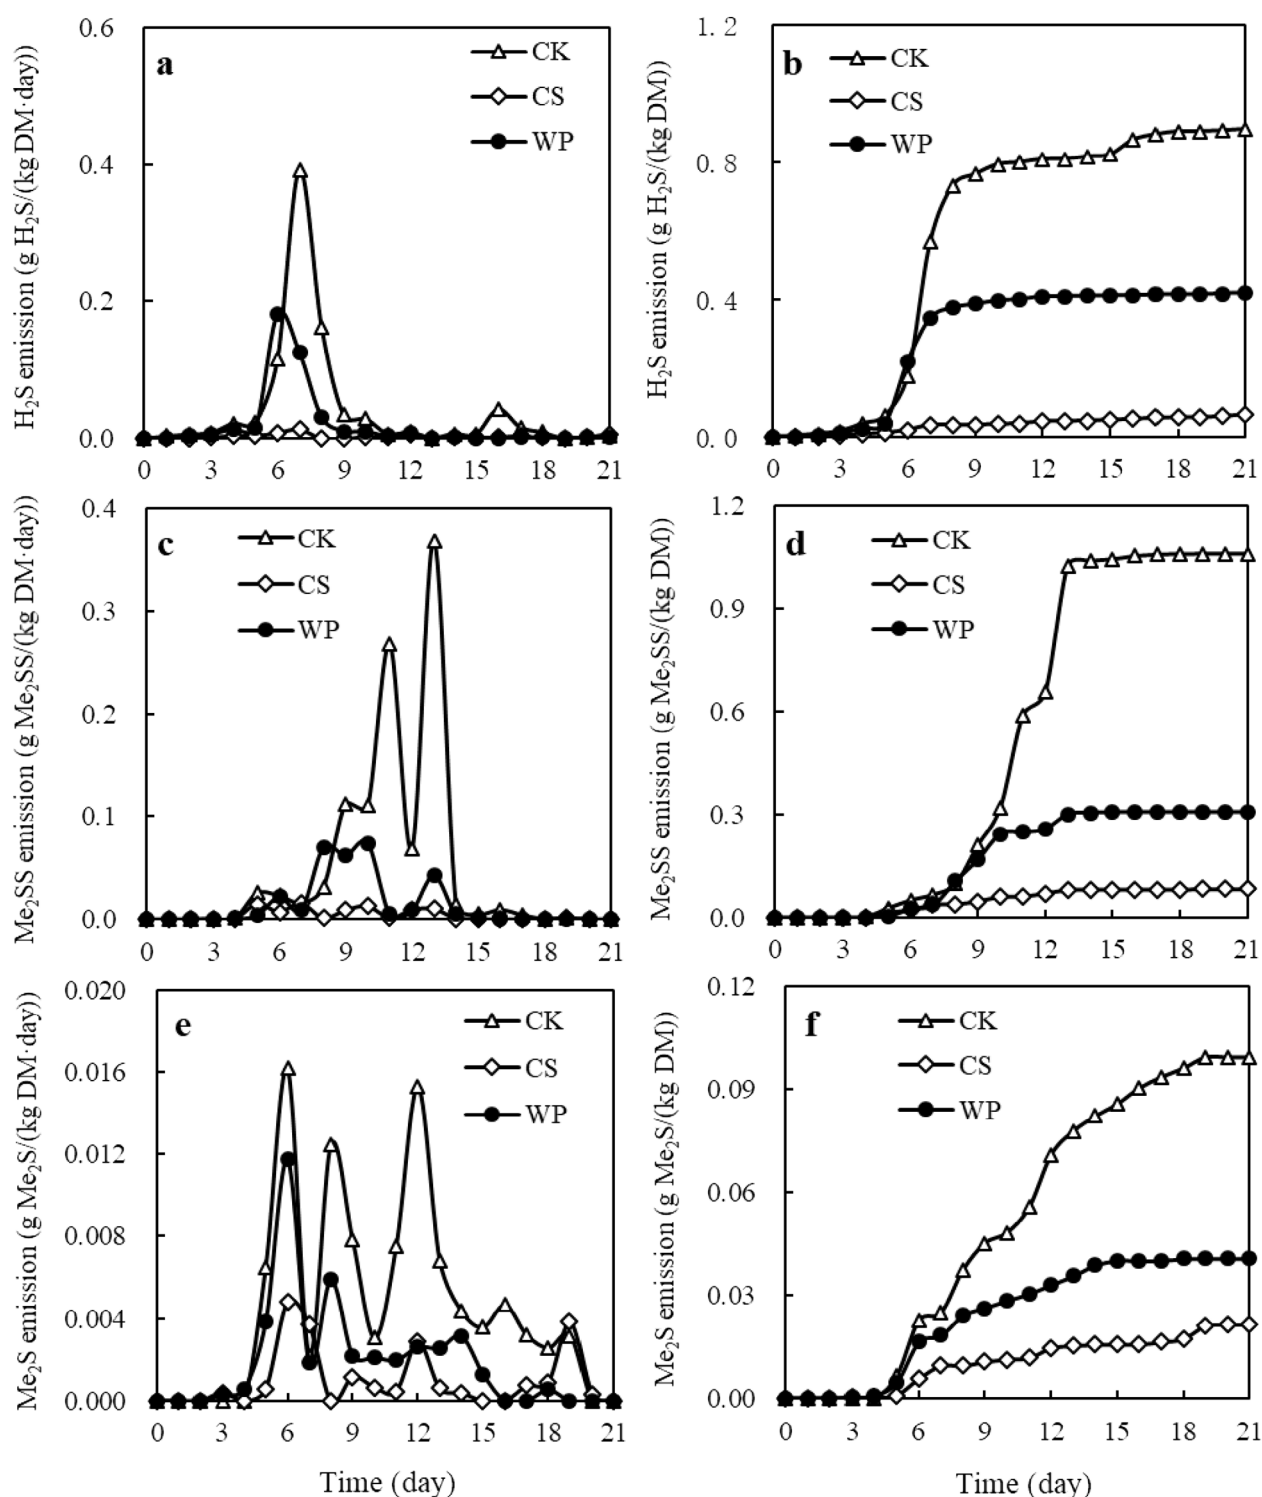 H₂S emission (g H₂S/(kg DM·day))
0.6
0.4
0.2
0.0
a
CK
CS
WP
0 3 6 9 12 15 18 21
H₂S emission (g H₂S/(kg DM))
1.2
0.8
0.4
0.0
b
CK
CS
WP
0 3 6 9 12 15 18 21
Me₂SS emission (g Me₂SS/(kg DM·day))
0.4
0.3
0.2
0.1
0.0
c
CK
CS
WP
0 3 6 9 12 15 18 21
Me₂SS emission (g Me₂SS/(kg DM))
1.2
0.9
0.6
0.3
0.0
d
CK
CS
WP
0 3 6 9 12 15 18 21
Me₂S emission (g Me₂S/(kg DM·day))
0.020
0.016
0.012
0.008
0.004
0.000
e
CK
CS
WP
0 3 6 9 12 15 18 21
Time (day)
Me₂S emission (g Me₂S/(kg DM))
0.12
0.09
0.06
0.03
0.00
f
CK
CS
WP
0 3 6 9 12 15 18 21
Time (day)